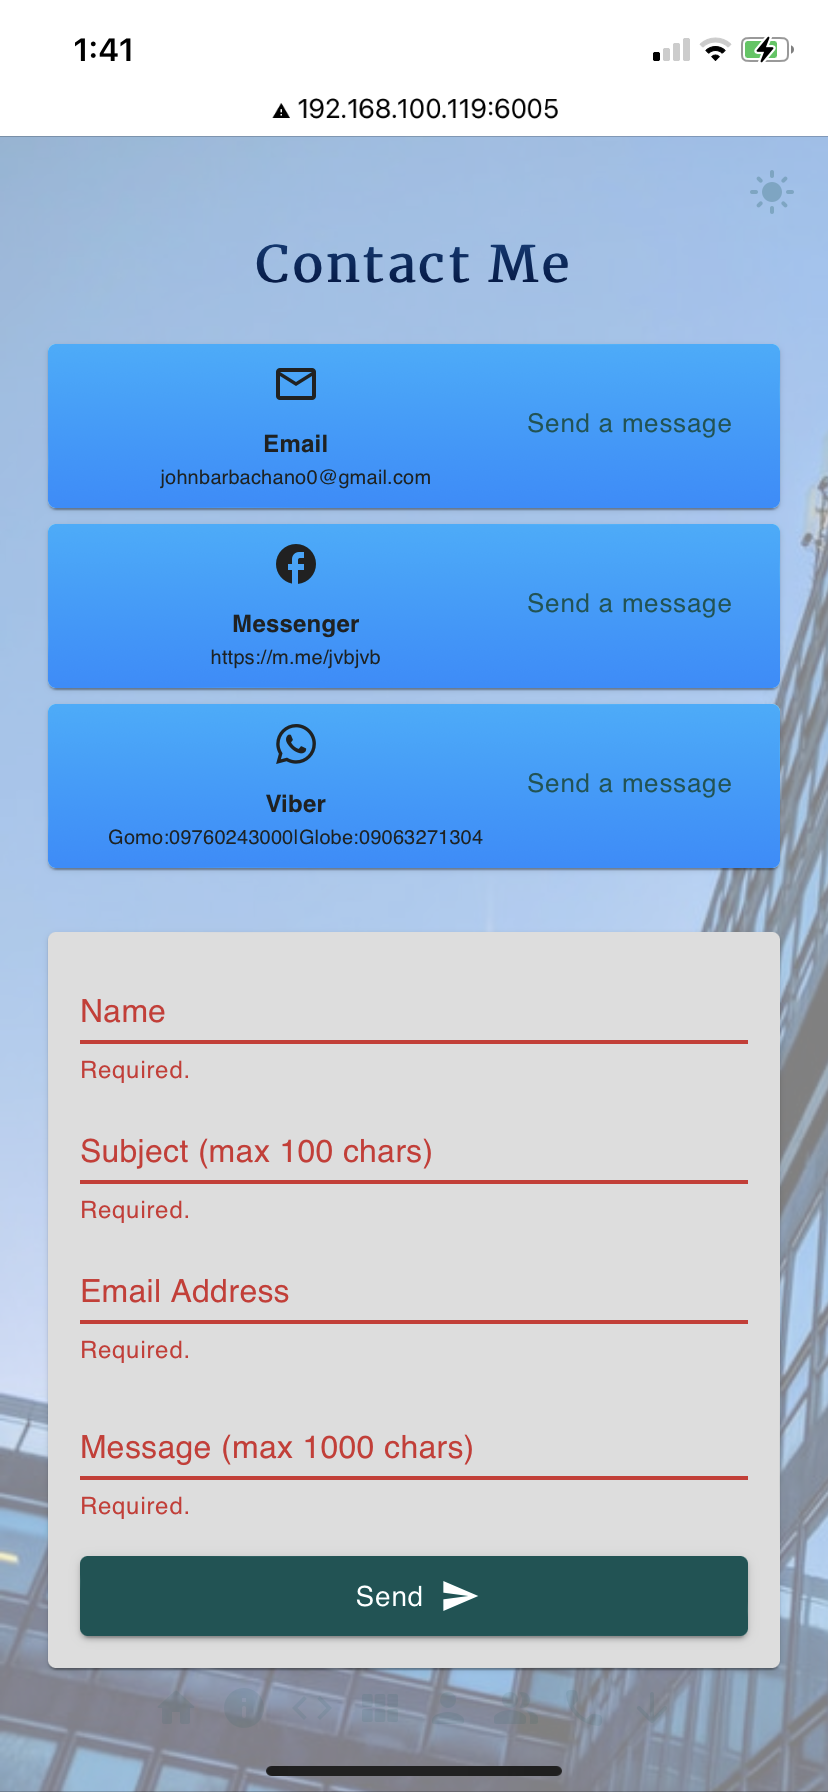 1:41
192.168.100.119:6005
Contact Me
Email
johnbarbachano0@gmail.com
Send a message
Messenger
https://m.me/jvbjvb
Send a message
Viber
Gomo:09760243000|Globe:09063271304
Send a message
Name
Required.
Subject (max 100 chars)
Required.
Email Address
Required.
Message (max 1000 chars)
Required.
Send